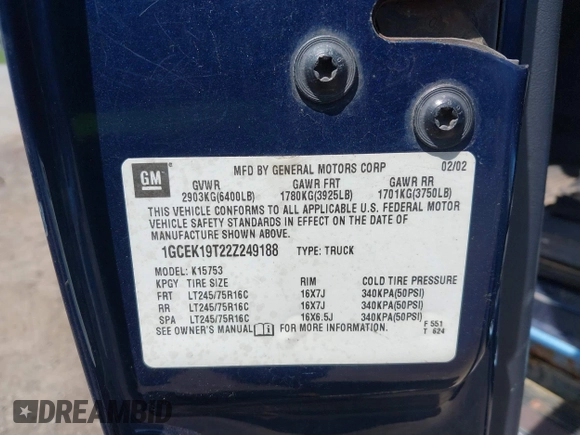 GM
MFD BY GENERAL MOTORS CORP 02/02
GVWR GAWR FRT GAWR RR
2903KG(6400LB) 1780KG(3925LB) 1701KG(3750LB)
THIS VEHICLE CONFORMS TO ALL APPLICABLE U.S. FEDERAL MOTOR
VEHICLE SAFETY STANDARDS IN EFFECT ON THE DATE OF
MANUFACTURE SHOWN ABOVE.
1GCEK19T22Z249188 TYPE: TRUCK
MODEL: K15753
KPGY TIRE SIZE RIM COLD TIRE PRESSURE
FRT LT245/75R16C 16X7J 340KPA(50PSI)
RR LT245/75R16C 16X7J 340KPA(50PSI)
SPA LT245/75R16C 16X6.5J 340KPA(50PSI)
SEE OWNER'S MANUAL FOR MORE INFORMATION.
F 551
T 624
DREAMBID